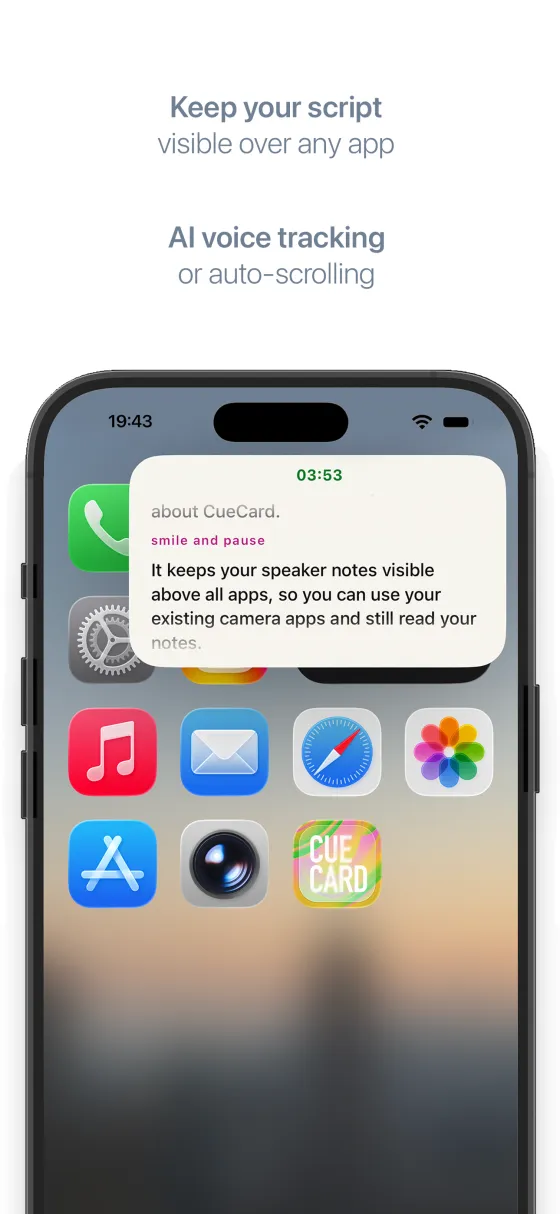 Keep your script
visible over any app
AI voice tracking
or auto-scrolling
19:43
03:53
about CueCard.
smile and pause
It keeps your speaker notes visible
above all apps, so you can use your
existing camera apps and still read your
notes.
CUE
CARD